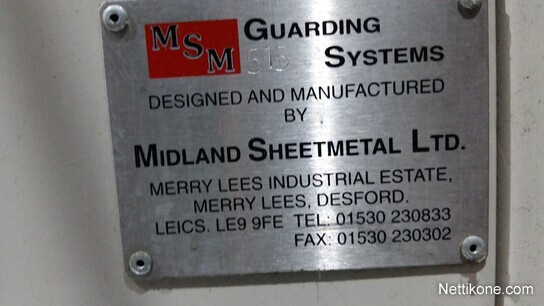 MSM GUARDING
515 SYSTEMS
DESIGNED AND MANUFACTURED
BY
MIDLAND SHEETMETAL LTD.
MERRY LEES INDUSTRIAL ESTATE,
MERRY LEES, DESFORD.
LEICS. LE9 9FE TEL: 01530 230833
FAX: 01530 230302
Nettikone.com